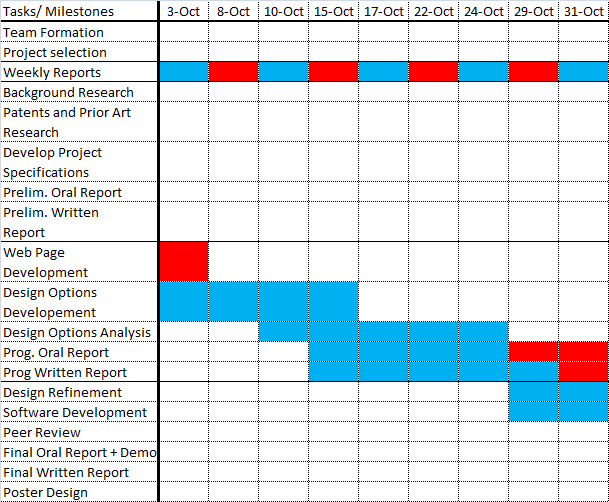 Tasks/ Milestones 3-Oct 8-Oct 10-Oct 15-Oct 17-Oct 22-Oct 24-Oct 29-Oct 31-Oct
Team Formation
Project selection
Weekly Reports
Background Research
Patents and Prior Art
Research
Develop Project
Specifications
Prelim. Oral Report
Prelim. Written
Report
Web Page
Development
Design Options
Developement
Design Options Analysis
Prog. Oral Report
Prog Written Report
Design Refinement
Software Development
Peer Review
Final Oral Report + Demo
Final Written Report
Poster Design